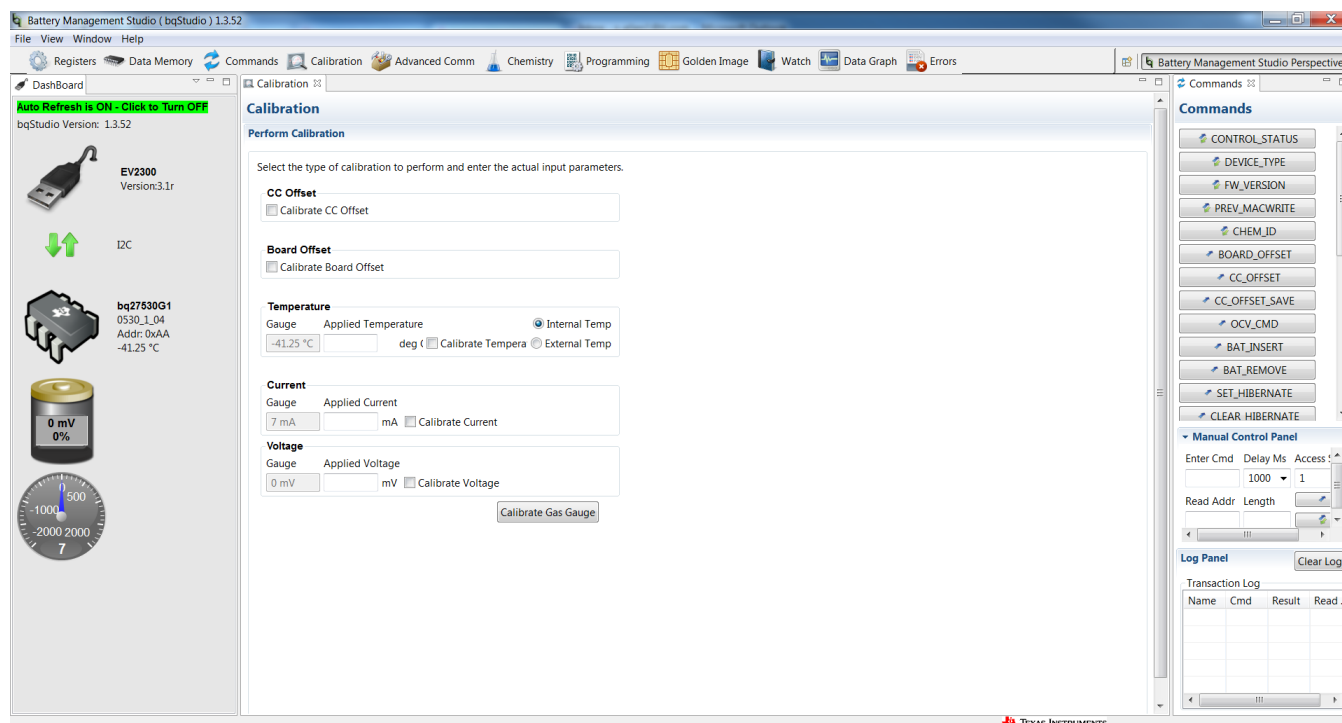 Battery Management Studio ( bqStudio ) 1.3.52
File View Window Help
Registers Data Memory Commands Calibration Advanced Comm Chemistry Programming Golden Image Watch Data Graph Errors
Battery Management Studio Perspective
DashBoard
Auto Refresh is ON - Click to Turn OFF
bqStudio Version: 1.3.52
EV2300
Version:3.1r
I2C
bq27530G1
0530_1_04
Addr: 0xAA
-41.25 °C
0 mV
0%
0 500
-1000
-2000 2000
7
Calibration
Calibration
Perform Calibration
Select the type of calibration to perform and enter the actual input parameters.
CC Offset
Calibrate CC Offset
Board Offset
Calibrate Board Offset
Temperature
Gauge Applied Temperature Internal Temp
-41.25 °C deg ( Calibrate Tempera External Temp
Current
Gauge Applied Current
7 mA mA Calibrate Current
Voltage
Gauge Applied Voltage
0 mV mV Calibrate Voltage
Calibrate Gas Gauge
Commands
Commands
CONTROL_STATUS
DEVICE_TYPE
FW_VERSION
PREV_MACWRITE
CHEM_ID
BOARD_OFFSET
CC_OFFSET
CC_OFFSET_SAVE
OCV_CMD
BAT_INSERT
BAT_REMOVE
SET_HIBERNATE
CLEAR HIBERNATE
Manual Control Panel
Enter Cmd Delay Ms Access
1000 1
Read Addr Length
Log Panel Clear Log
Transaction Log
Name Cmd Result Read
TEXAS INSTRUMENTS